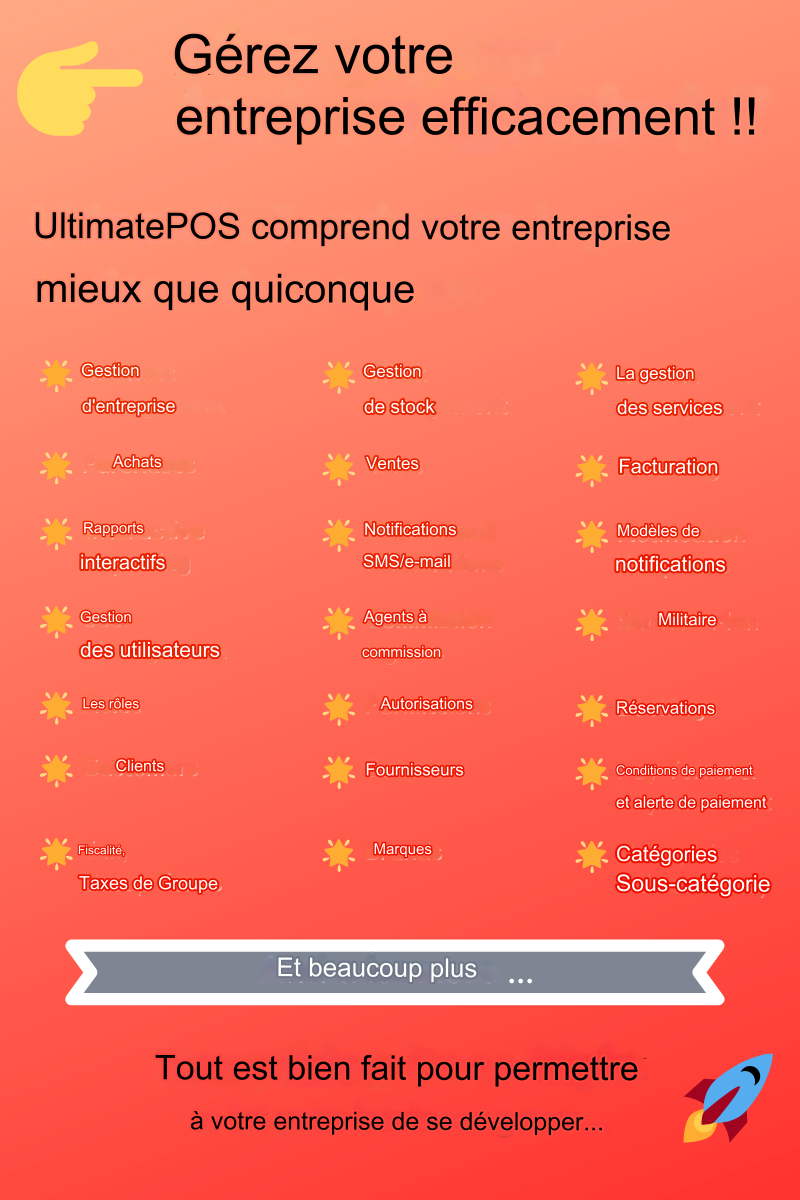 Gérez votre
entreprise efficacement !!
UltimatePOS comprend votre entreprise
mieux que quiconque
Gestion
d'entreprise
Gestion
de stock
La gestion
des services
Achats
Ventes
Facturation
Rapports
interactifs
Notifications
SMS/e-mail
Modèles de
notifications
Gestion
des utilisateurs
Agents à
commission
Militaire
Les rôles
Autorisations
Réservations
Clients
Fournisseurs
Conditions de paiement
et alerte de paiement
Fiscalité,
Taxes de Groupe
Marques
Catégories
Sous-catégorie
Et beaucoup plus ...
Tout est bien fait pour permettre
à votre entreprise de se développer...